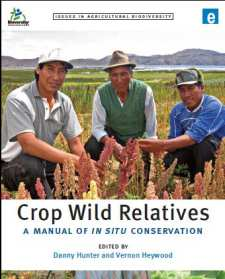 Bioversity
ISSUES IN AGRICULTURAL BIODIVERSITY
e
Crop Wild Relatives
A MANUAL OF IN SITU CONSERVATION
EDITED BY
Danny Hunter and Vernon Heywood